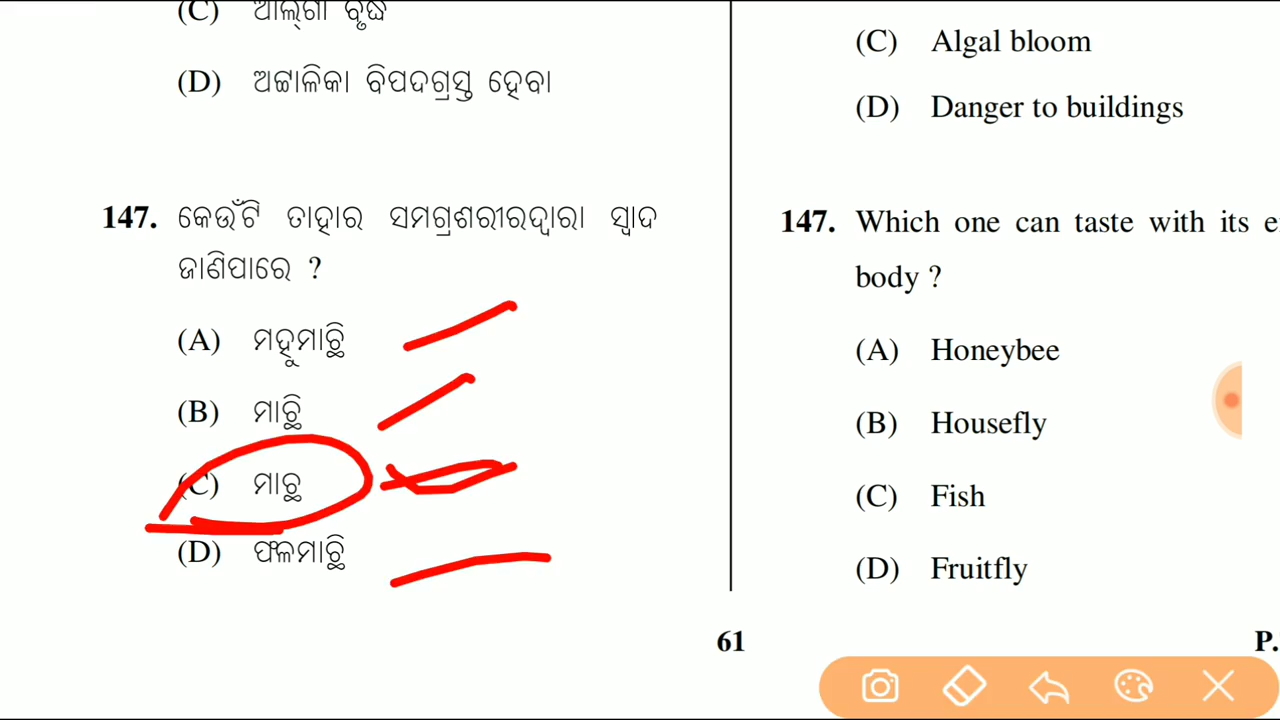 (C) ଆଲ୍‌ଗା ବୃଦ୍ଧି
(D) ଅଟ୍ଟାଳିକା ବିପଦଗ୍ରସ୍ତ ହେବା
147. କେଉଁଟି ତାହାର ସମଗ୍ରଶରୀରଦ୍ୱାରା ସ୍ୱାଦ
ଜାଣିପାରେ ?
(A) ମହୁମାଛି
(B) ମାଛି
(C) ମାଛ
(D) ଫଳମାଛି
(C) Algal bloom
(D) Danger to buildings
147. Which one can taste with its
body ?
(A) Honeybee
(B) Housefly
(C) Fish
(D) Fruitfly
61
P.